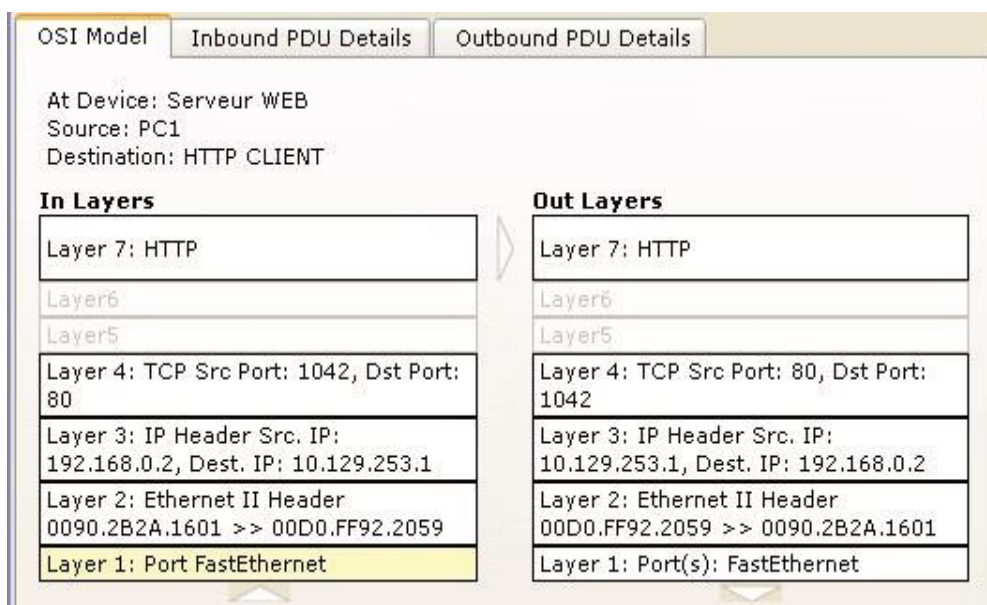 OSI Model Inbound PDU Details Outbound PDU Details
At Device: Serveur WEB
Source: PC1
Destination: HTTP CLIENT
In Layers
Layer 7: HTTP
Layer6
Layer5
Layer 4: TCP Src Port: 1042, Dst Port:
80
Layer 3: IP Header Src. IP:
192.168.0.2, Dest. IP: 10.129.253.1
Layer 2: Ethernet II Header
0090.2B2A.1601 >> 00D0.FF92.2059
Layer 1: Port FastEthernet
Out Layers
Layer 7: HTTP
Layer6
Layer5
Layer 4: TCP Src Port: 80, Dst Port:
1042
Layer 3: IP Header Src. IP:
10.129.253.1, Dest. IP: 192.168.0.2
Layer 2: Ethernet II Header
00D0.FF92.2059 >> 0090.2B2A.1601
Layer 1: Port(s): FastEthernet